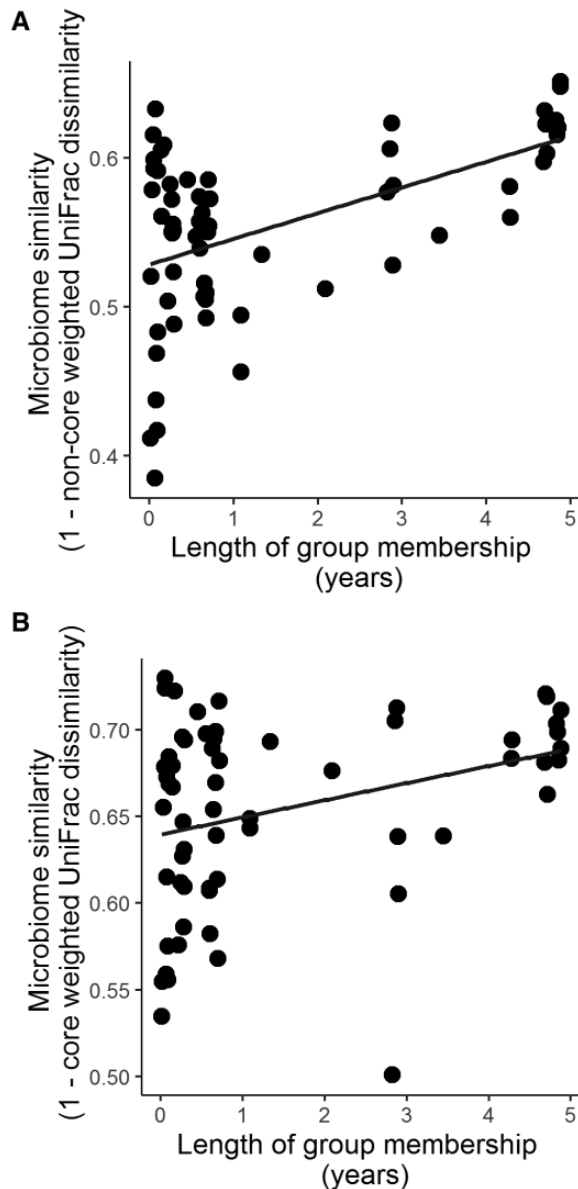 A
Microbiome similarity
(1 - non-core weighted UniFrac dissimilarity)
0.6
0.5
0.4
0 1 2 3 4 5
Length of group membership
(years)
B
Microbiome similarity
(1 - core weighted UniFrac dissimilarity)
0.70
0.65
0.60
0.55
0.50
0 1 2 3 4 5
Length of group membership
(years)